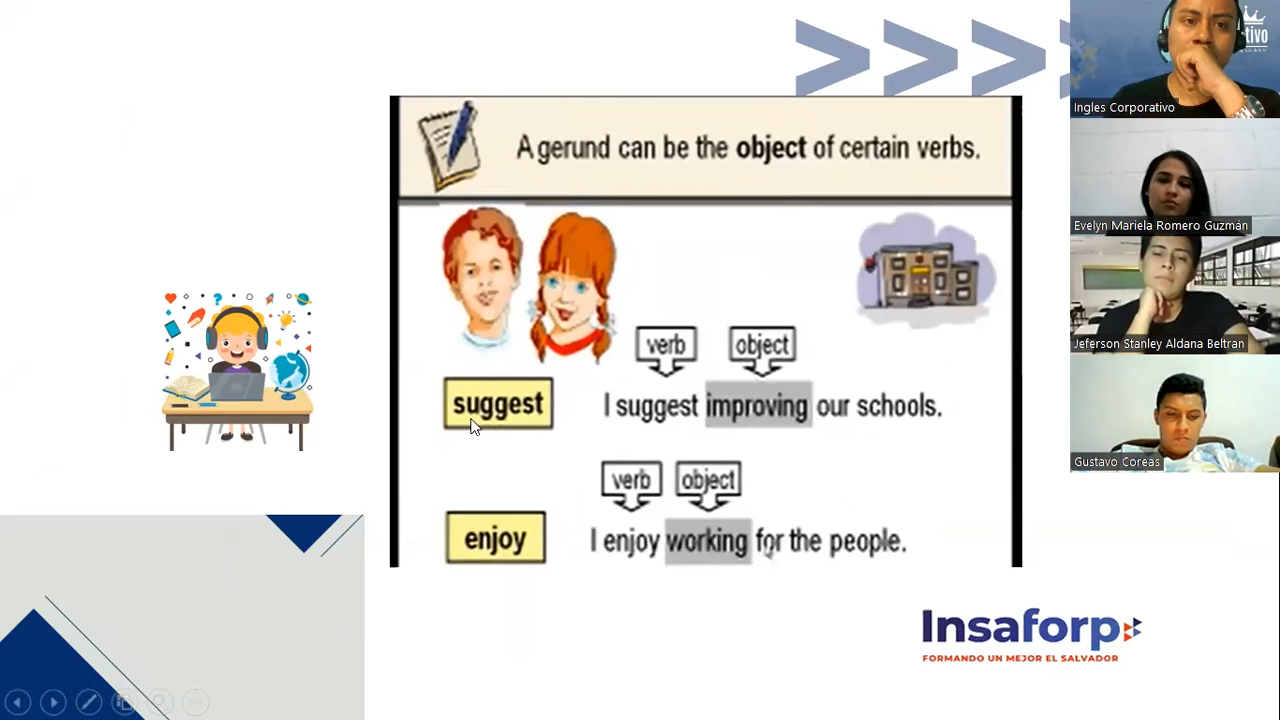 A gerund can be the object of certain verbs.
verb object
suggest I suggest improving our schools.
verb object
enjoy I enjoy working for the people.
Insaforp
FORMANDO UN MEJOR EL SALVADOR
tivo
Ingles Corporativo
Evelyn Mariela Romero Guzmán
Jeferson Stanley Aldana Beltran
Gustavo Coreas